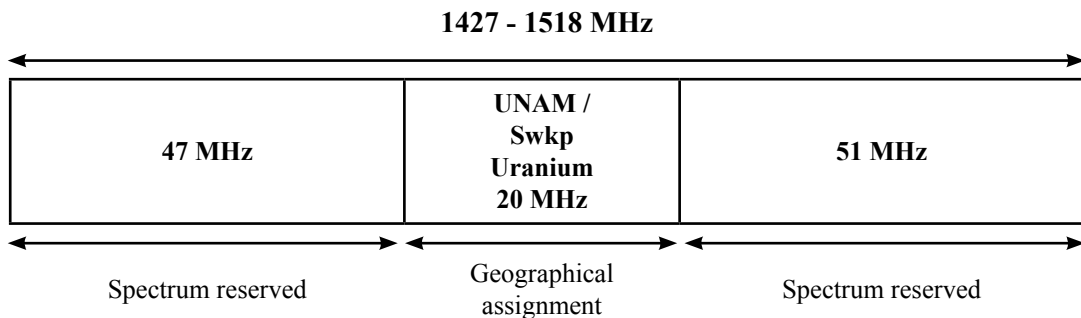 1427 - 1518 MHz
47 MHz
UNAM /
Swkp
Uranium
20 MHz
51 MHz
Spectrum reserved
Geographical
assignment
Spectrum reserved